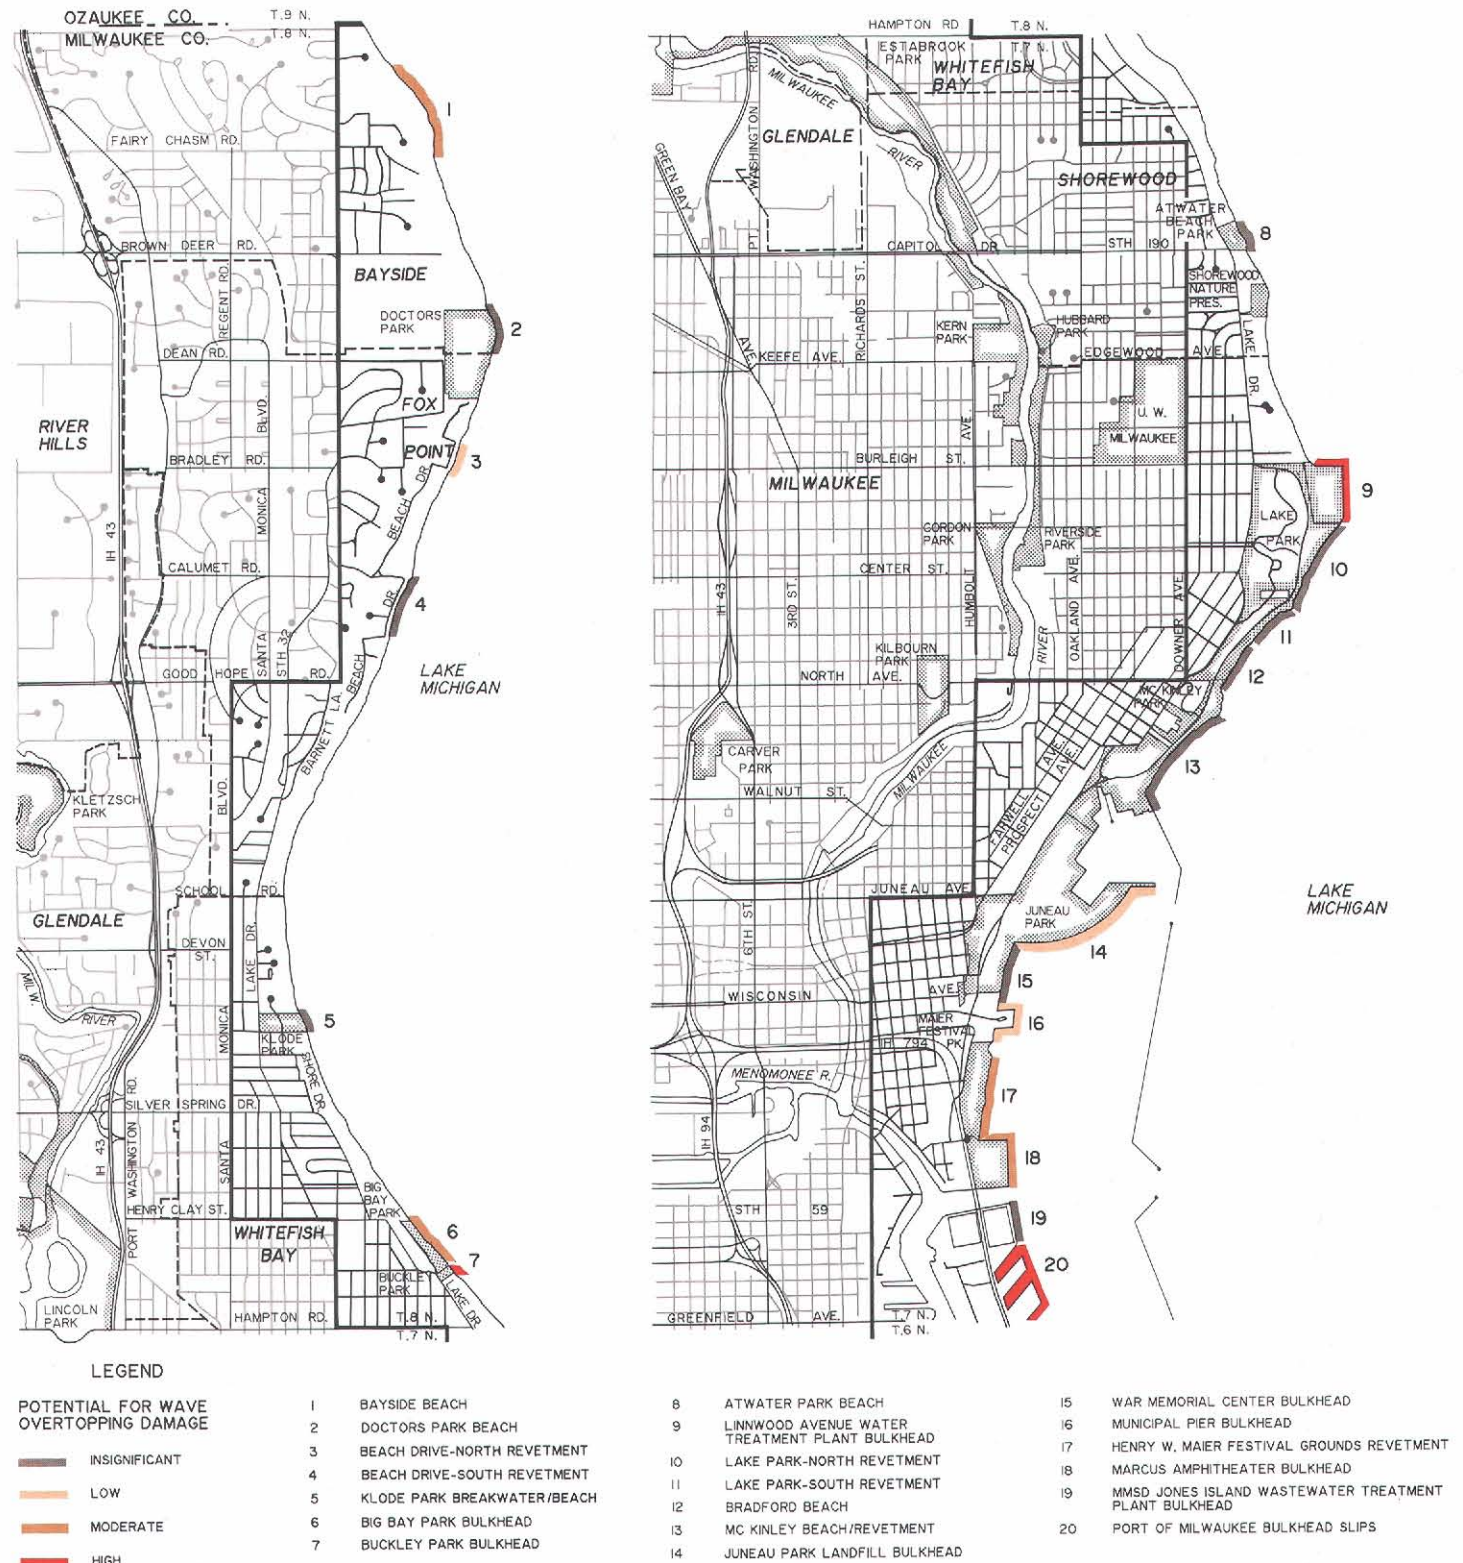 OZAUKEE CO.
MILWAUKEE CO.
T.9 N.
T.8 N.
1
FAIRY CHASM RD.
BROWN DEER RD.
BAYSIDE
REGENT RD.
DOCTORS
PARK
2
DEAN RD.
FOX
POINT
RIVER
HILLS
BLVD.
BRADLEY RD.
3
MONICA
BEACH DR.
IH 43
CALUMET RD.
4
DR.
SANTA
STH 32
GOOD HOPE RD.
BEACH
LAKE
MICHIGAN
BARNETT LA.
KLETZSCH
PARK
BLVD.
SCHOOL RD.
GLENDALE
DEVON
ST.
LAKE DR.
MILW.
RIVER
MONICA
5
KLODE
PARK
SHORE DR.
SILVER SPRING DR.
IH 43
WASHINGTON RD.
SANTA
BIG
BAY
PARK
HENRY CLAY ST.
WHITEFISH
BAY
6
7
PORT
BUCKLEY
PARK
LAKE DR.
LINCOLN
PARK
HAMPTON RD.
T.8 N.
T.7 N.
HAMPTON RD
T.8 N.
T.7 N.
ESTABROOK
PARK
WHITEFISH
BAY
MILWAUKEE
RIVER
GLENDALE
WASHINGTON RD.
GREEN BAY
SHOREWOOD
ATWATER
BEACH
PARK
8
PT.
CAPITOL DR.
STH 190
RICHARDS ST.
SHOREWOOD
NATURE
PRES.
KERN
PARK
HUBBARD
PARK
LAKE DR.
AVE.
KEEFE AVE.
EDGEWOOD AVE.
U. W.
MILWAUKEE
AVE.
BURLEIGH ST.
MILWAUKEE
9
GORDON
PARK
RIVERSIDE
PARK
LAKE
PARK
CENTER ST.
10
IH 43
3RD ST.
HUMBOLT
OAKLAND AVE.
DOWNER AVE
11
KILBOURN
PARK
RIVER
NORTH AVE.
12
MC KINLEY
PARK
CARVER
PARK
MILWAUKEE
13
WALNUT ST.
FARWELL AVE.
PROSPECT AVE.
JUNEAU AVE
LAKE
MICHIGAN
JUNEAU
PARK
6TH ST.
14
WISCONSIN AVE.
15
MAIER
FESTIVAL
PK.
16
IH 794
MENOMONEE R.
17
IH 94
18
STH 59
19
20
GREENFIELD AVE.
T.7 N.
T.6 N.
LEGEND
POTENTIAL FOR WAVE
OVERTOPPING DAMAGE
INSIGNIFICANT
LOW
MODERATE
HIGH
1 BAYSIDE BEACH
2 DOCTORS PARK BEACH
3 BEACH DRIVE-NORTH REVETMENT
4 BEACH DRIVE-SOUTH REVETMENT
5 KLODE PARK BREAKWATER/BEACH
6 BIG BAY PARK BULKHEAD
7 BUCKLEY PARK BULKHEAD
8 ATWATER PARK BEACH
9 LINNWOOD AVENUE WATER
TREATMENT PLANT BULKHEAD
10 LAKE PARK-NORTH REVETMENT
11 LAKE PARK-SOUTH REVETMENT
12 BRADFORD BEACH
13 MC KINLEY BEACH/REVETMENT
14 JUNEAU PARK LANDFILL BULKHEAD
15 WAR MEMORIAL CENTER BULKHEAD
16 MUNICIPAL PIER BULKHEAD
17 HENRY W. MAIER FESTIVAL GROUNDS REVETMENT
18 MARCUS AMPHITHEATER BULKHEAD
19 MMSD JONES ISLAND WASTEWATER TREATMENT
PLANT BULKHEAD
20 PORT OF MILWAUKEE BULKHEAD SLIPS